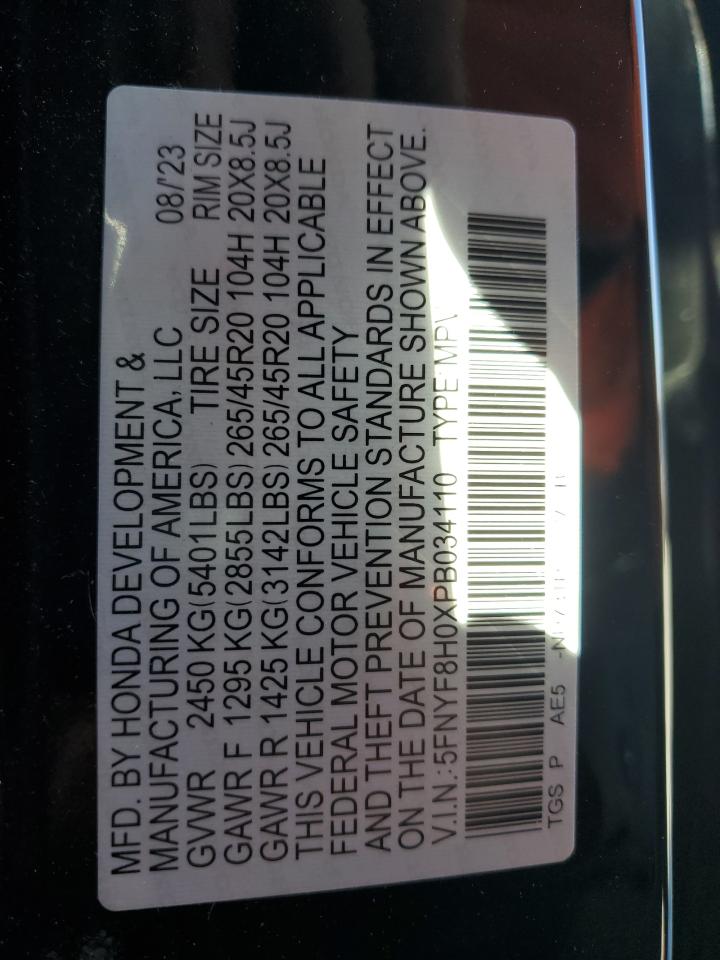 MFD. BY HONDA DEVELOPMENT &
MANUFACTURING OF AMERICA, LLC 08/'23
GVWR 2450 KG(5401LBS) TIRE SIZE RIM SIZE
GAWR F 1295 KG(2855LBS) 265/45R20 104H 20X8.5J
GAWR R 1425 KG(3142LBS) 265/45R20 104H 20X8.5J
THIS VEHICLE CONFORMS TO ALL APPLICABLE
FEDERAL MOTOR VEHICLE SAFETY
AND THEFT PREVENTION STANDARDS IN EFFECT
ON THE DATE OF MANUFACTURE SHOWN ABOVE.
V.I.N.:5FNYF8H0XPB034110 TYPE:MPV
TGS P AE5